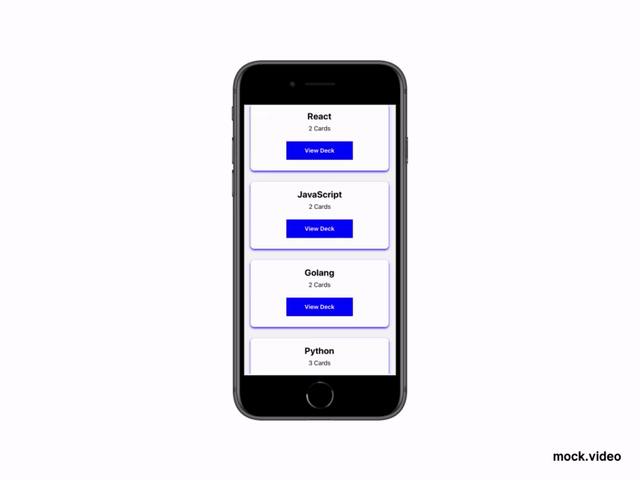 React
2 Cards
View Deck
JavaScript
2 Cards
View Deck
Golang
2 Cards
View Deck
Python
3 Cards
mock.video